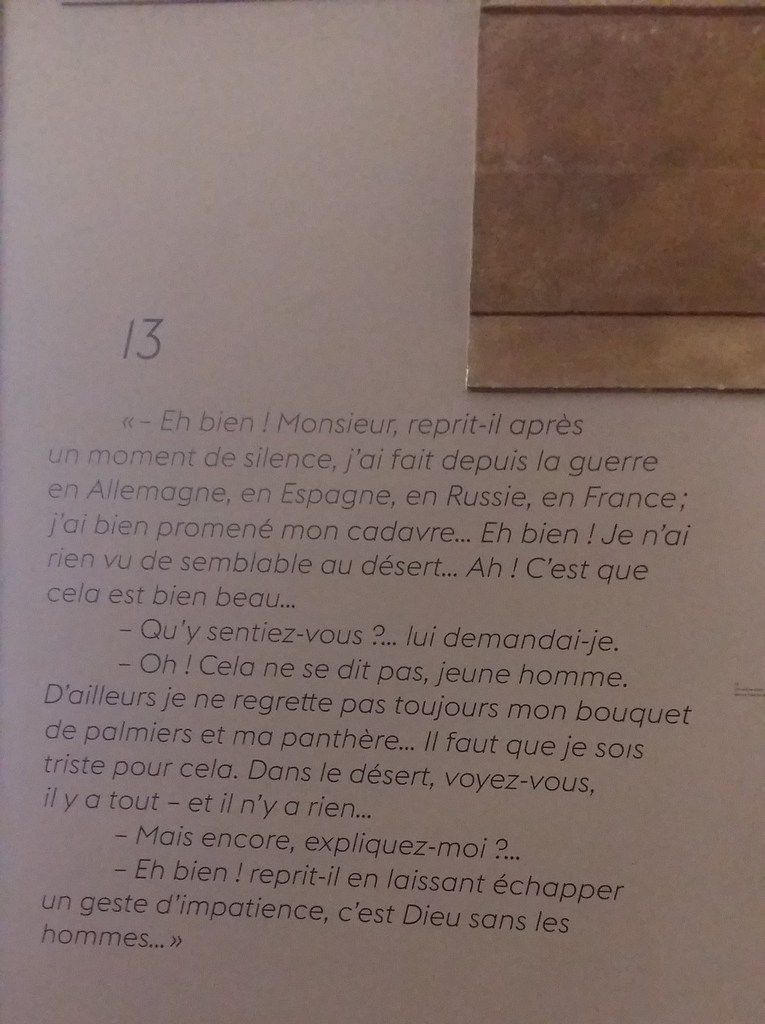 13
« – Eh bien ! Monsieur, reprit-il après
un moment de silence, j'ai fait depuis la guerre
en Allemagne, en Espagne, en Russie, en France ;
j'ai bien promené mon cadavre... Eh bien ! Je n'ai
rien vu de semblable au désert... Ah ! C'est que
cela est bien beau...
– Qu'y sentiez-vous ?... lui demandai-je.
– Oh ! Cela ne se dit pas, jeune homme.
D'ailleurs je ne regrette pas toujours mon bouquet
de palmiers et ma panthère... Il faut que je sois
triste pour cela. Dans le désert, voyez-vous,
il y a tout – et il n'y a rien...
– Mais encore, expliquez-moi ?...
– Eh bien ! reprit-il en laissant échapper
un geste d'impatience, c'est Dieu sans les
hommes... »